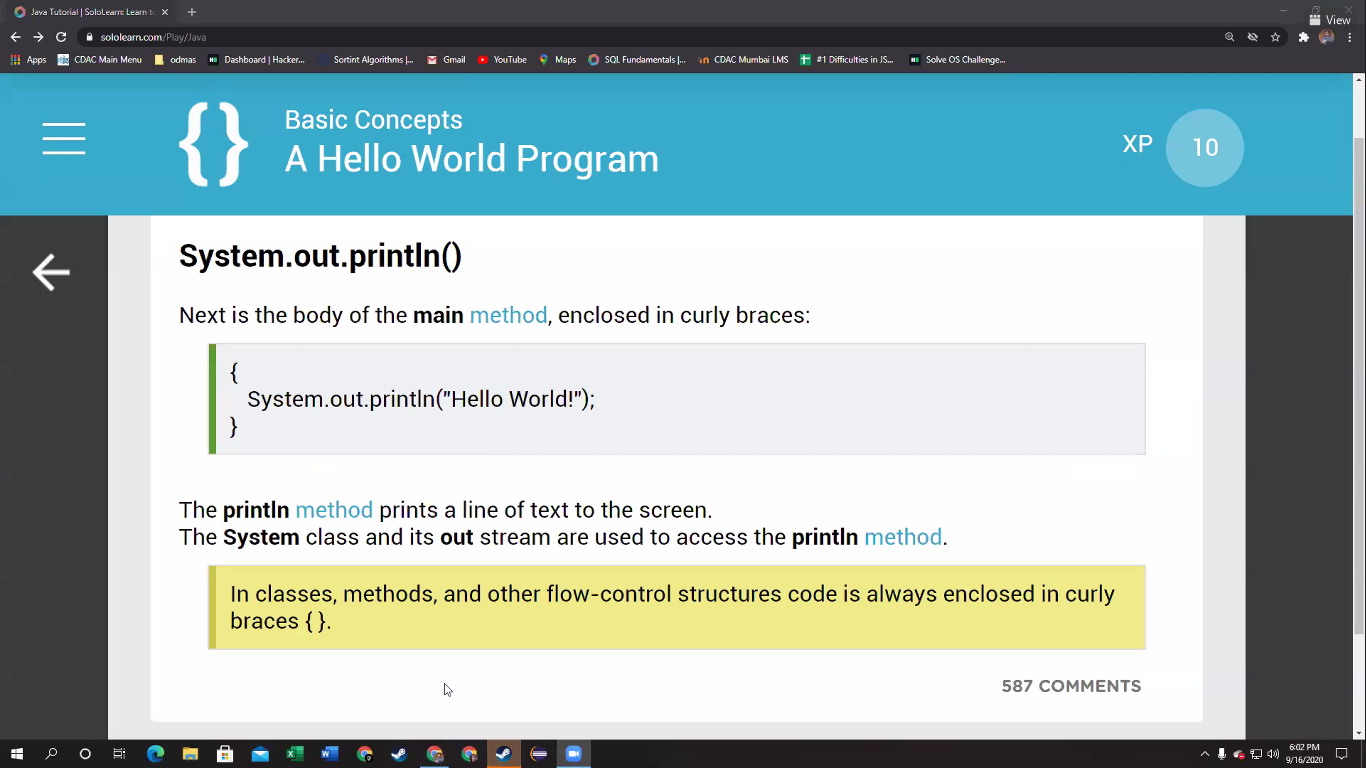 Java Tutorial | SoloLearn: Learn t
View
sololearn.com/Play/Java
Apps CDAC Main Menu odmas Dashboard | Hacker... Sortint Algorithms |... Gmail YouTube Maps SQL Fundamentals |... CDAC Mumbai LMS #1 Difficulties in JS... Solve OS Challenge...
{} Basic Concepts
A Hello World Program
XP 10
System.out.println()
Next is the body of the main method, enclosed in curly braces:
{
System.out.println("Hello World!");
}
The println method prints a line of text to the screen.
The System class and its out stream are used to access the println method.
In classes, methods, and other flow-control structures code is always enclosed in curly
braces { }.
587 COMMENTS
6:02 PM
9/16/2020